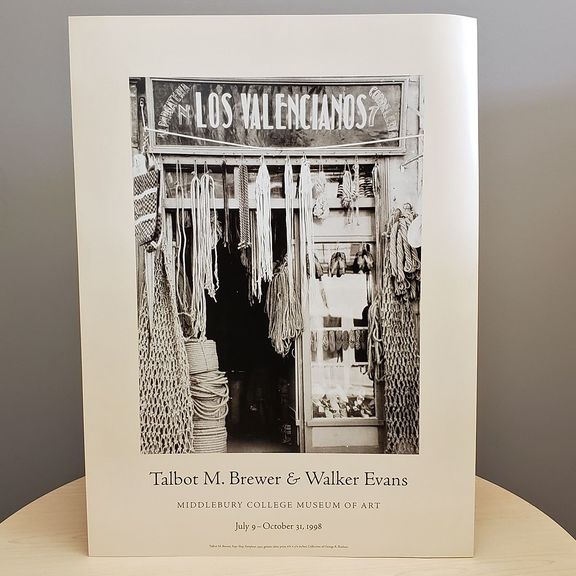 LOS VALENCIANOS
Talbot M. Brewer & Walker Evans
MIDDLEBURY COLLEGE MUSEUM OF ART
July 9–October 31, 1998